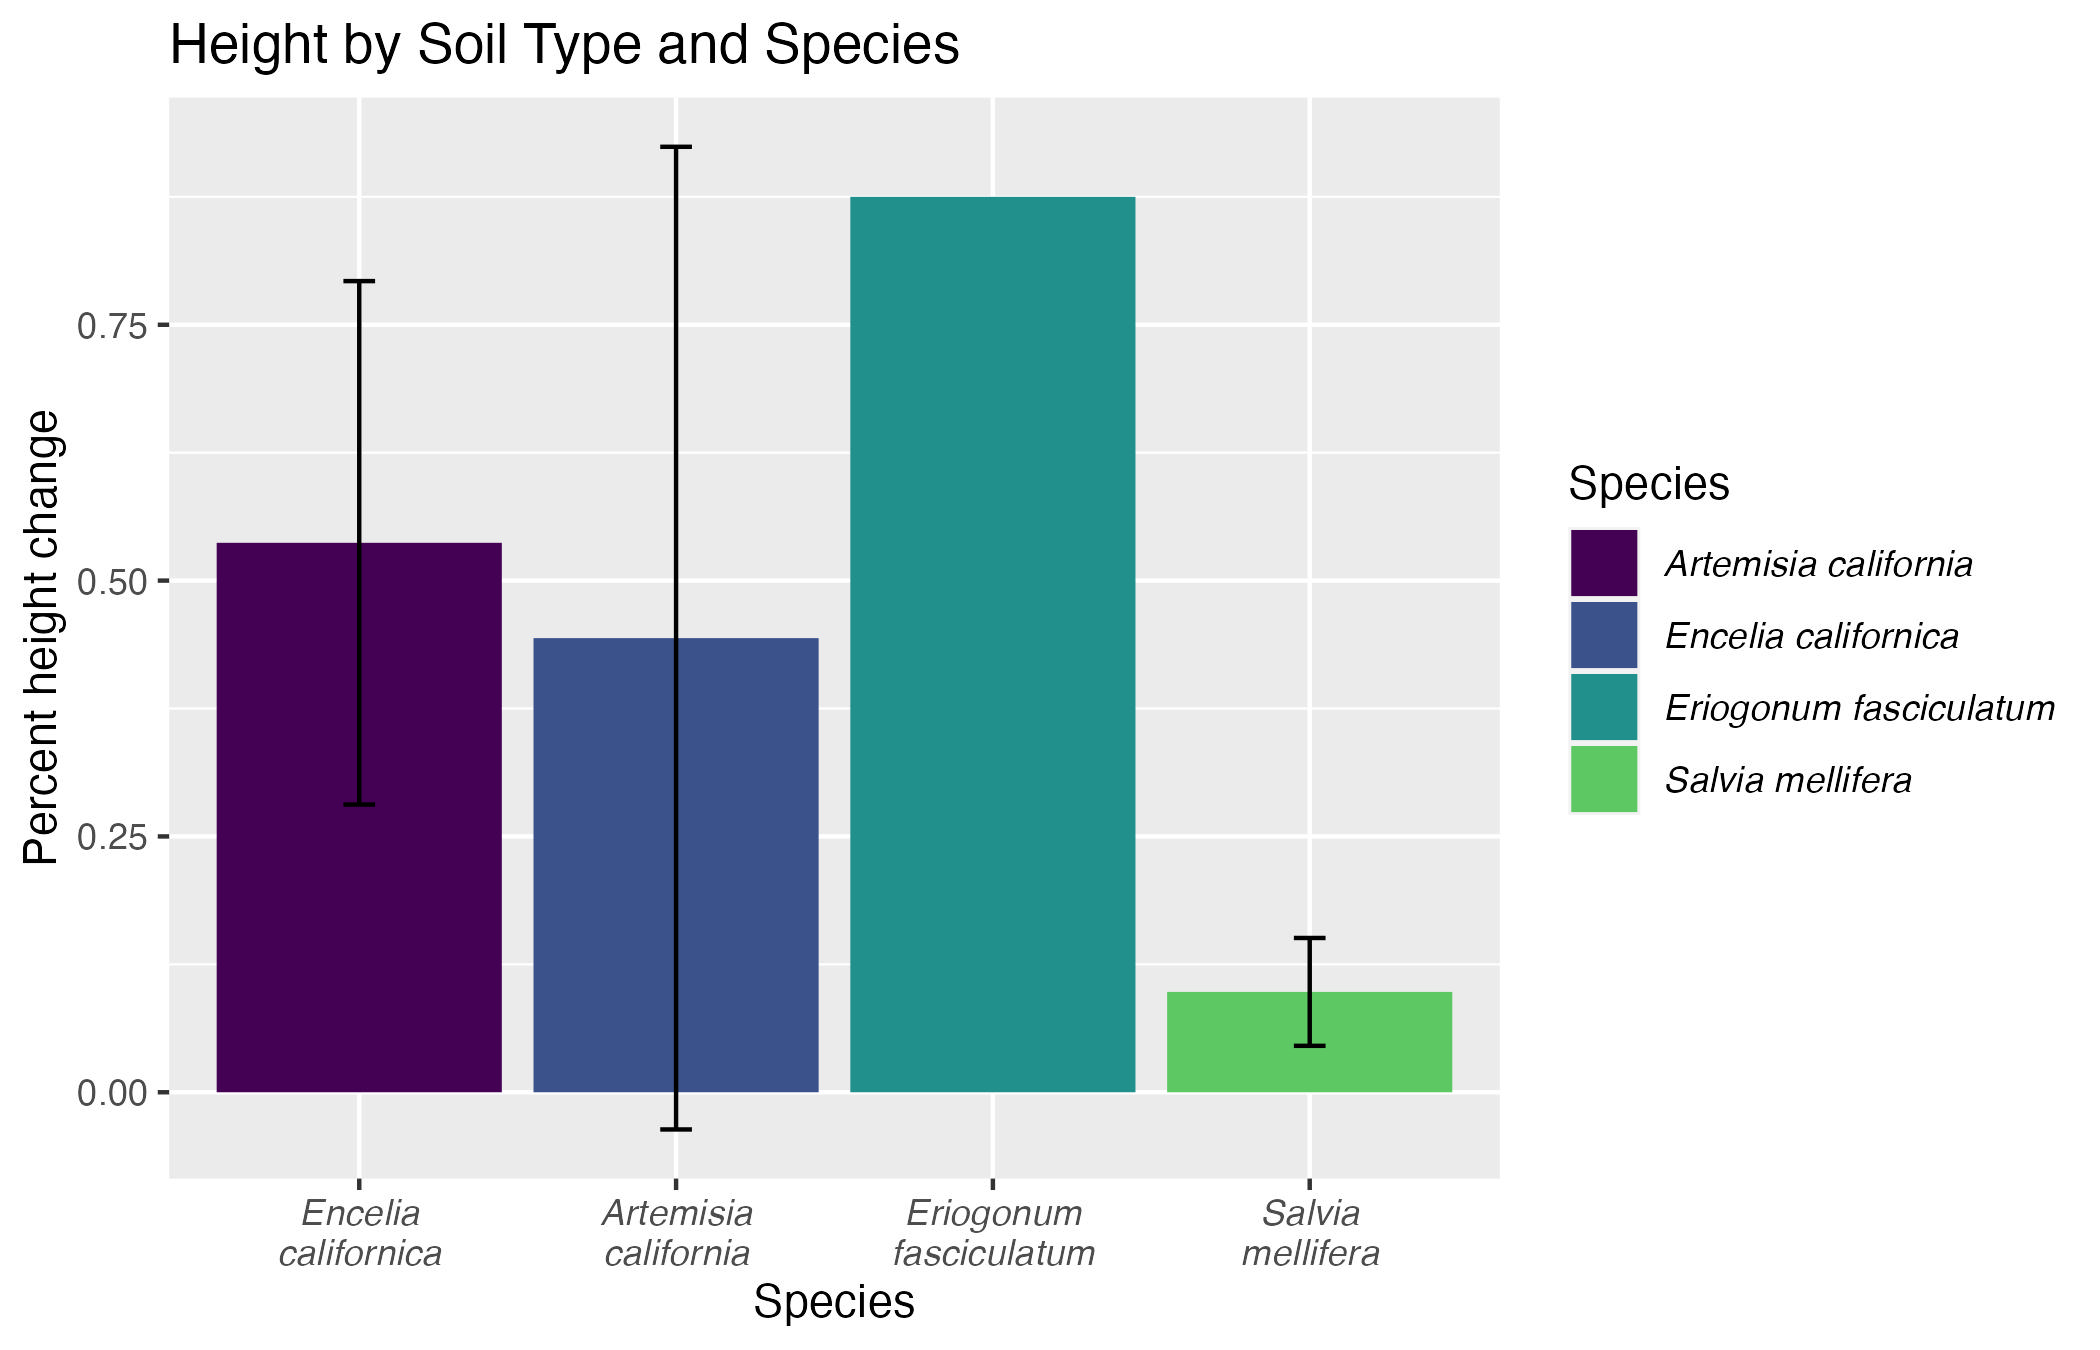 Height by Soil Type and Species
Percent height change
0.75
0.50
0.25
0.00
Encelia
californica
Artemisia
california
Eriogonum
fasciculatum
Salvia
mellifera
Species
Species
Artemisia california
Encelia californica
Eriogonum fasciculatum
Salvia mellifera